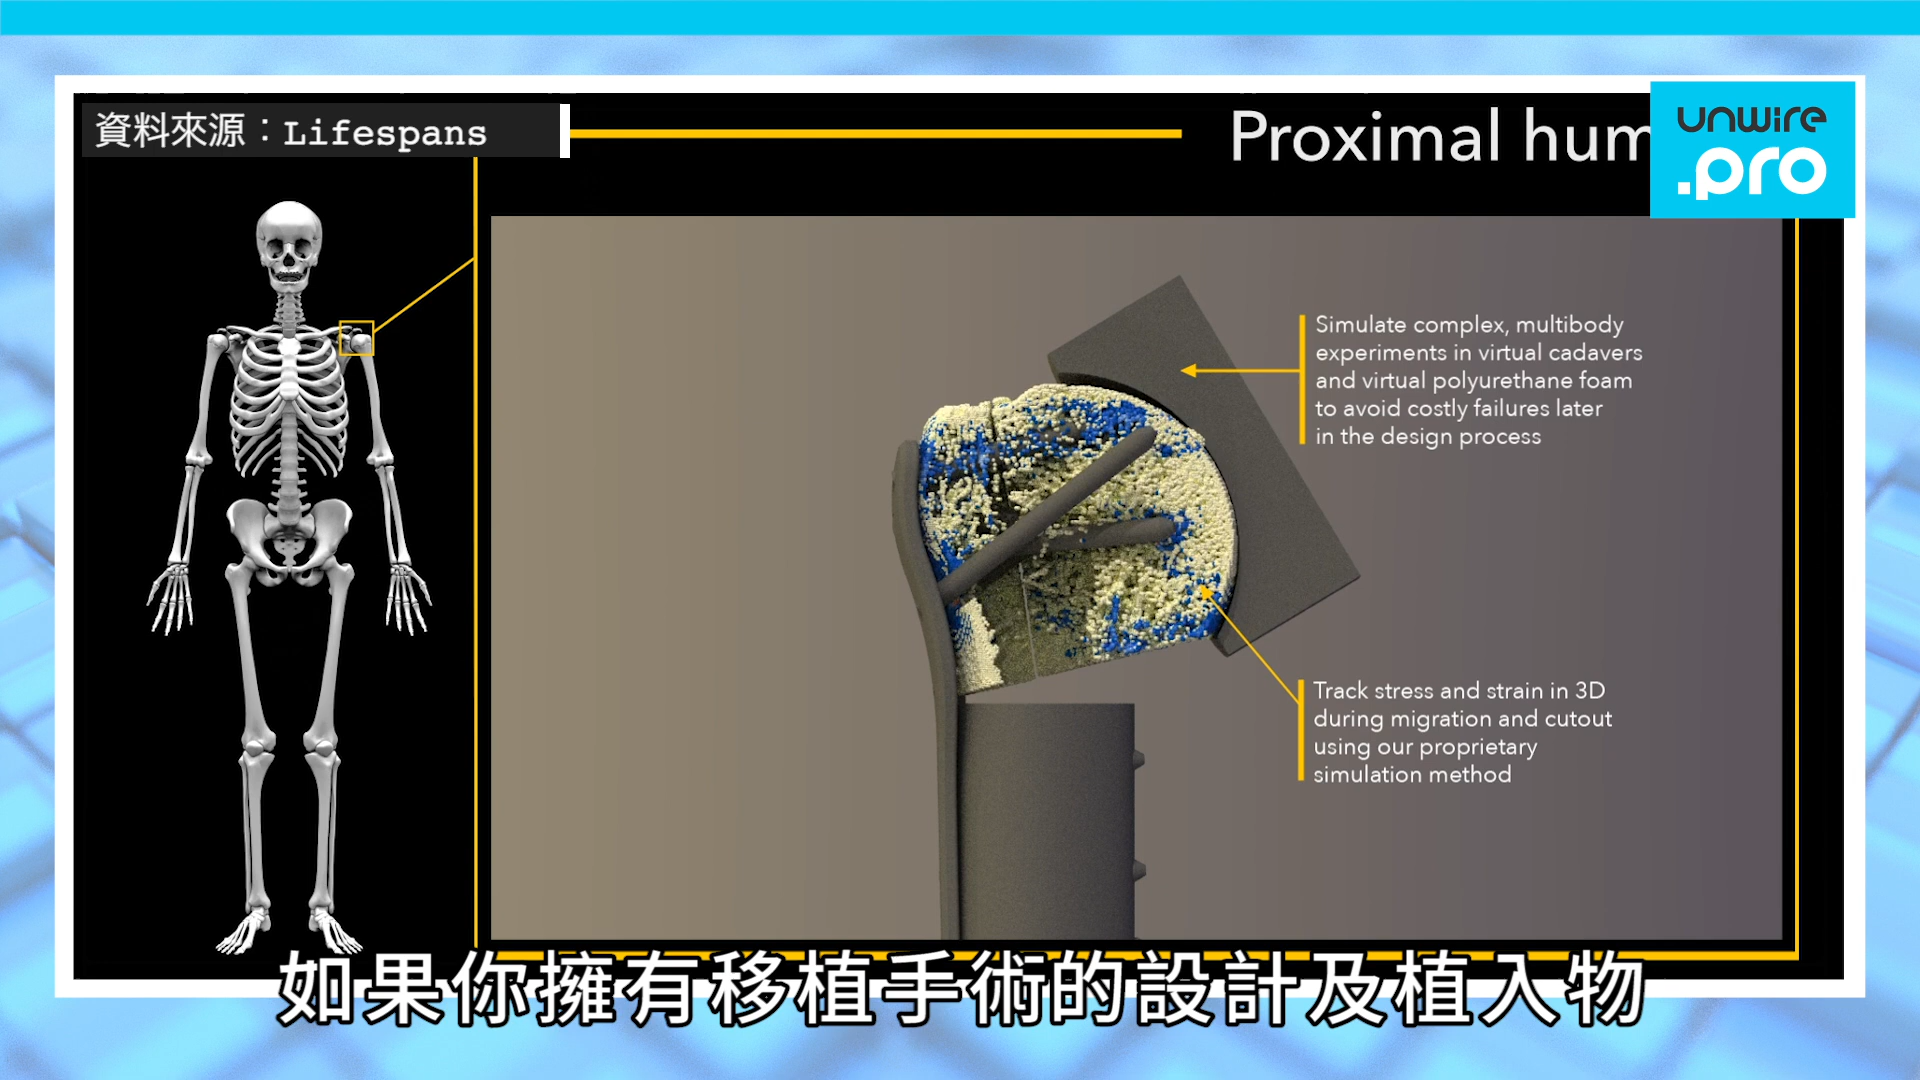 資料來源：Lifespans
Proximal hum
unwire
.pro
Simulate complex, multibody
experiments in virtual cadavers
and virtual polyurethane foam
to avoid costly failures later
in the design process
Track stress and strain in 3D
during migration and cutout
using our proprietary
simulation method
如果你擁有移植手術的設計及植入物